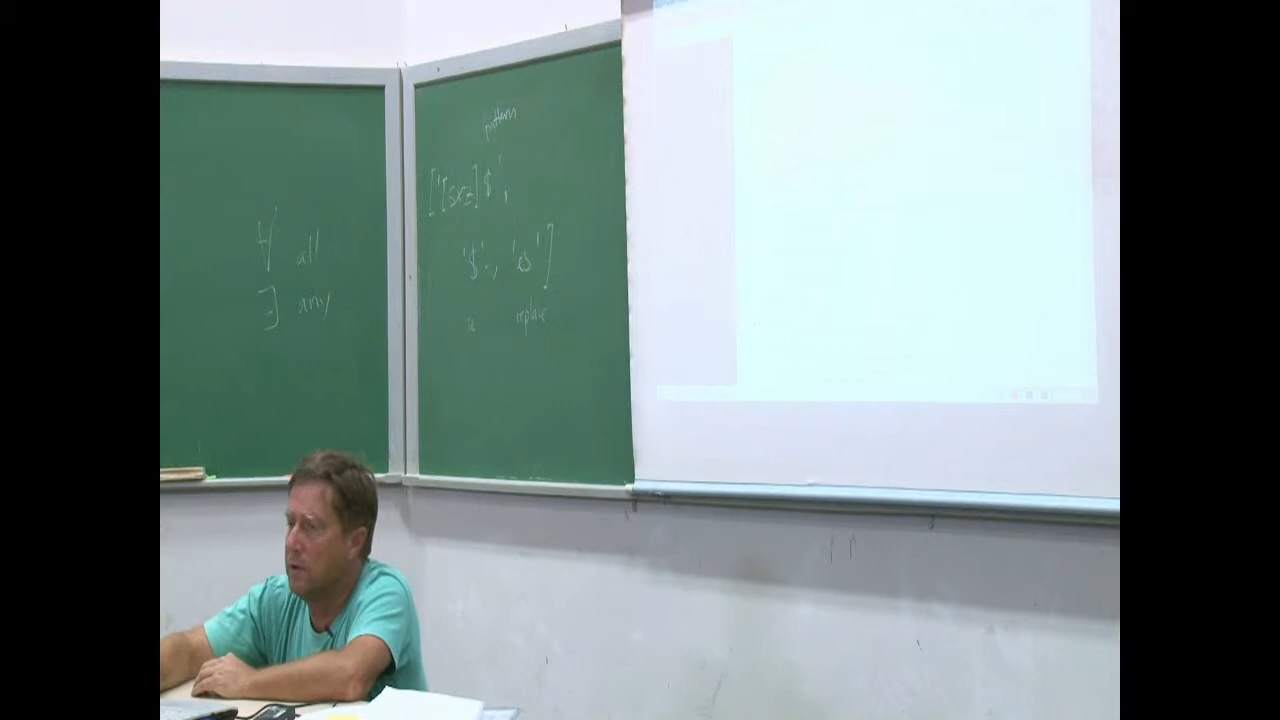 ∀ all
∃ any
pattern
['[sxz]$',
'$', 'es']
replace